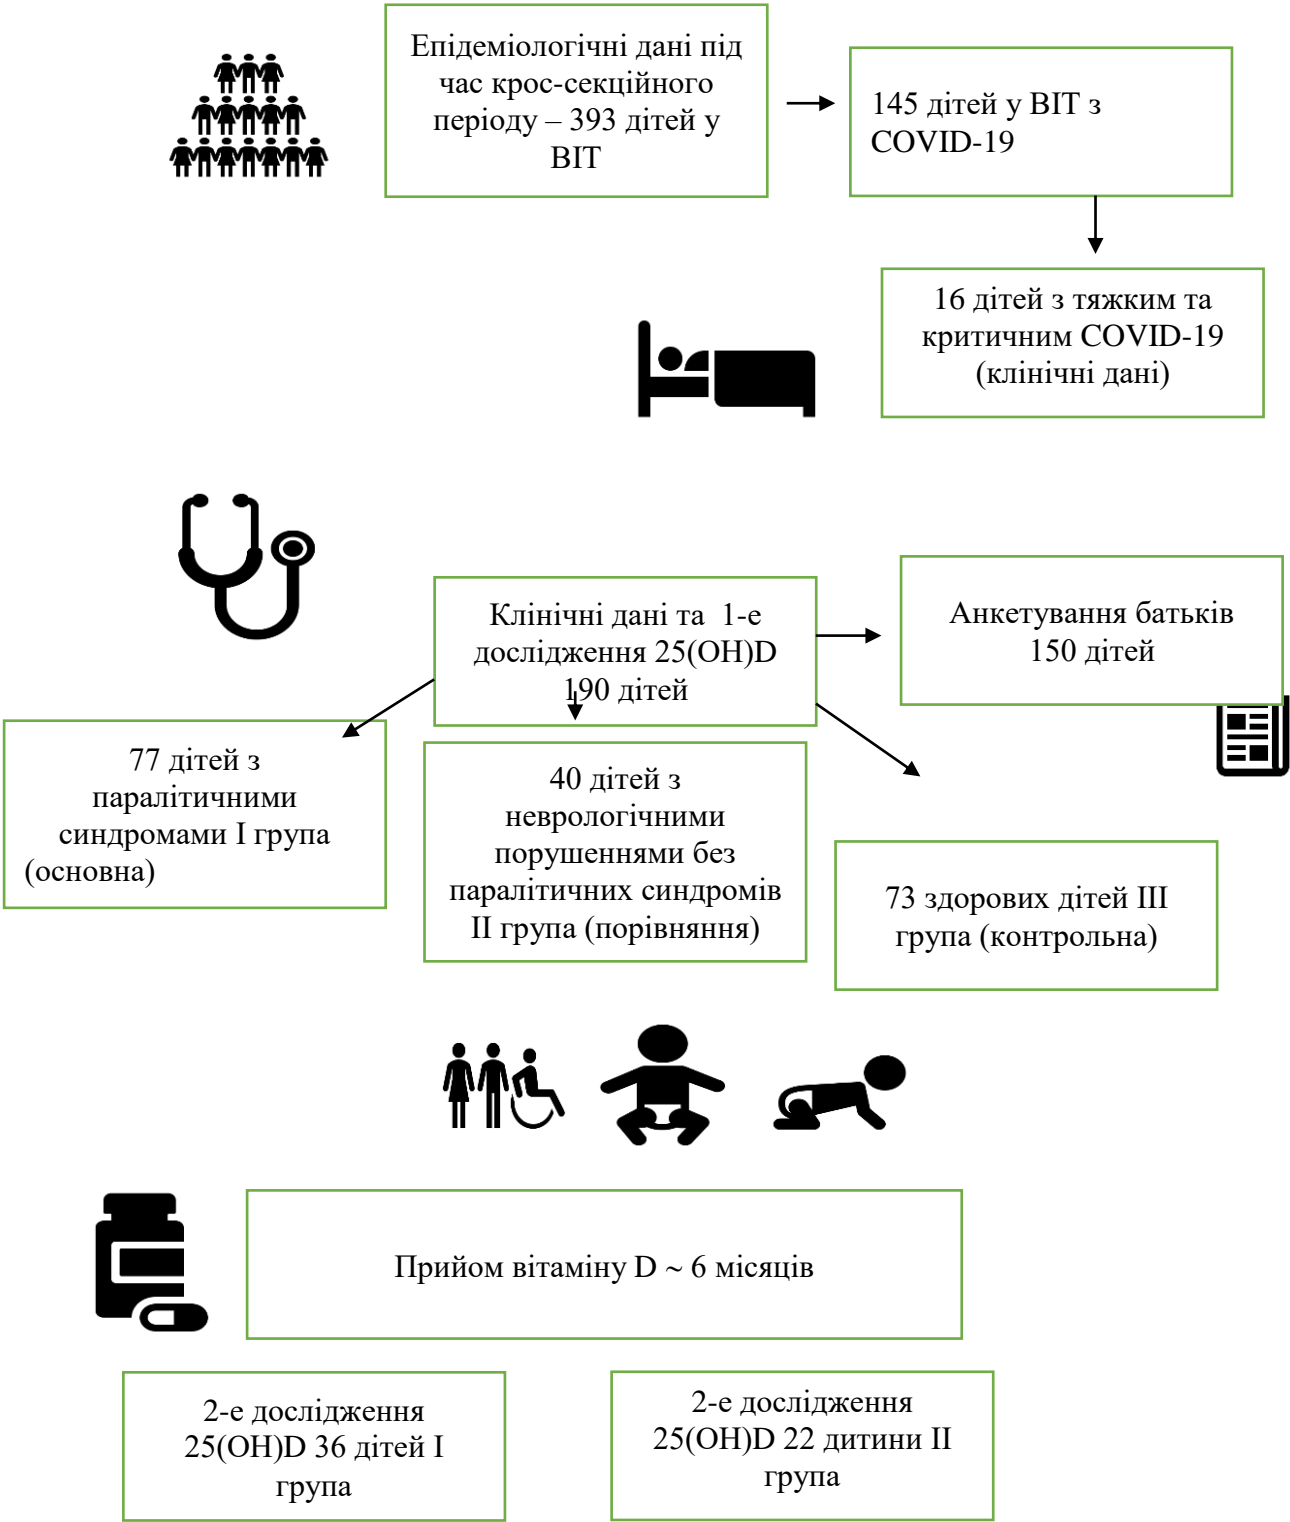 Епідеміологічні дані під
час крос-секційного
періоду – 393 дітей у
ВІТ
145 дітей у ВІТ з
COVID-19
16 дітей з тяжким та
критичним COVID-19
(клінічні дані)
Клінічні дані та 1-е
дослідження 25(OH)D
190 дітей
Анкетування батьків
150 дітей
77 дітей з
паралітичними
синдромами І група
(основна)
40 дітей з
неврологічними
порушеннями без
паралітичних синдромів
ІІ група (порівняння)
73 здорових дітей ІІІ
група (контрольна)
Прийом вітаміну D ~ 6 місяців
2-е дослідження
25(OH)D 36 дітей І
група
2-е дослідження
25(OH)D 22 дитини ІІ
група